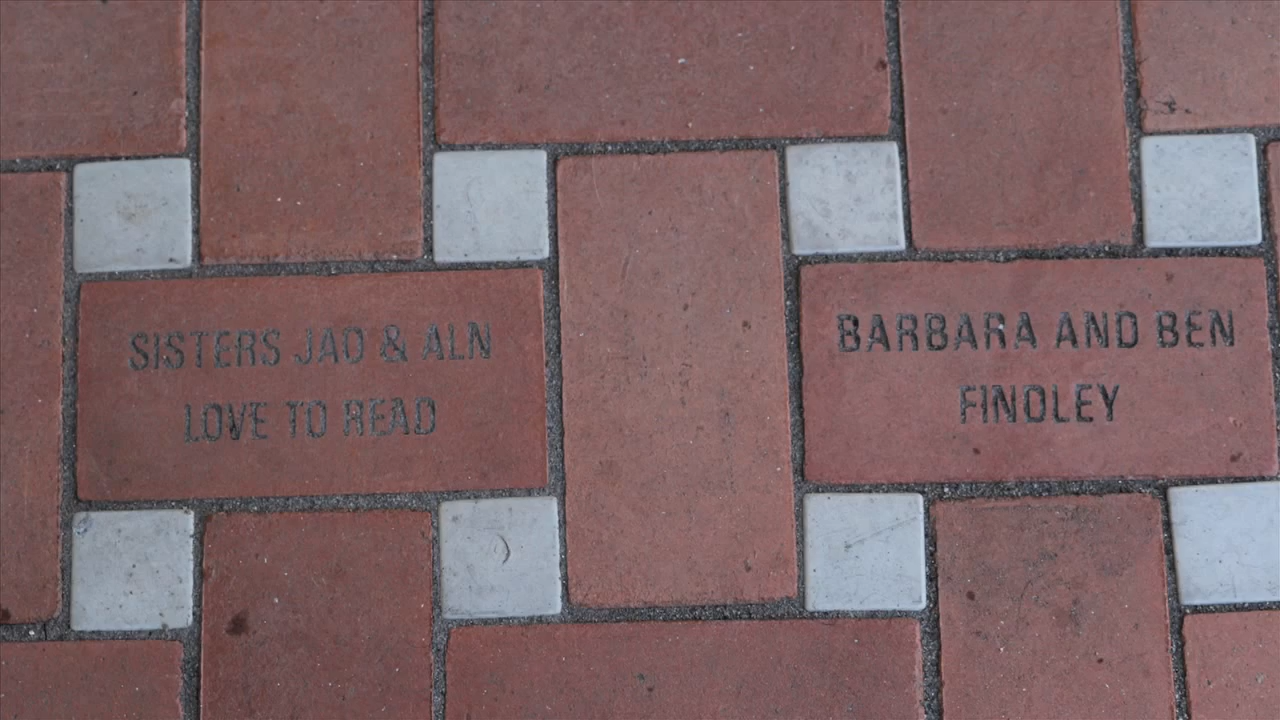 SISTERS JAO & ALN
LOVE TO READ
BARBARA AND BEN
FINDLEY